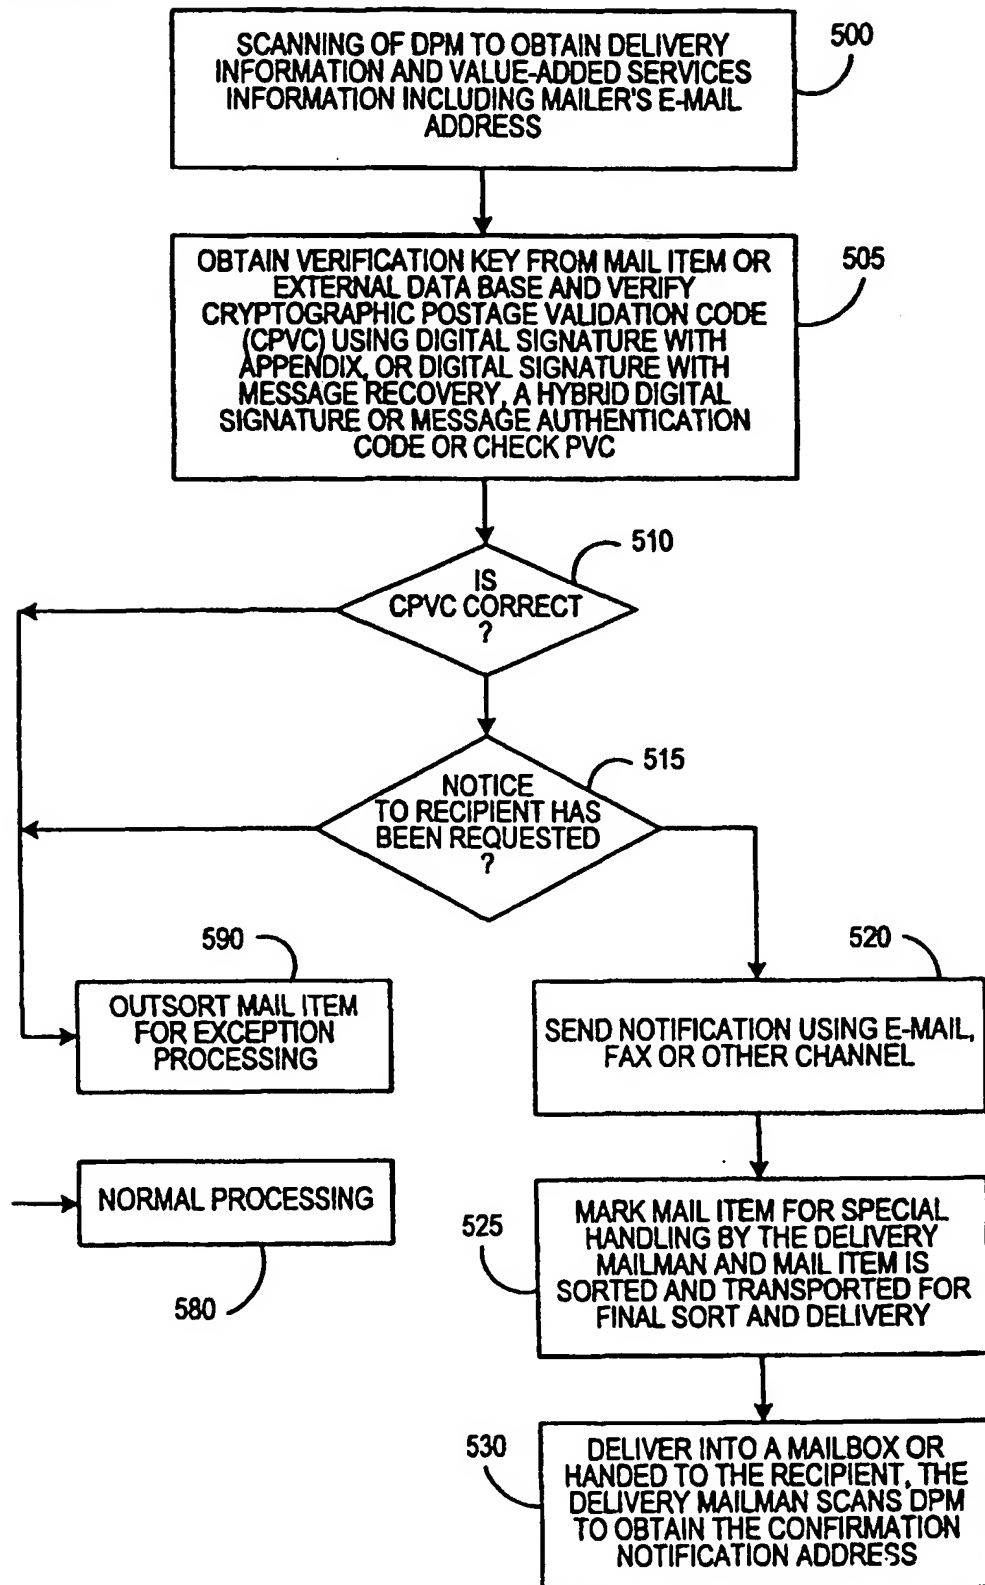 500
SCANNING OF DPM TO OBTAIN DELIVERY
INFORMATION AND VALUE-ADDED SERVICES
INFORMATION INCLUDING MAILER'S E-MAIL
ADDRESS
505
OBTAIN VERIFICATION KEY FROM MAIL ITEM OR
EXTERNAL DATA BASE AND VERIFY
CRYPTOGRAPHIC POSTAGE VALIDATION CODE
(CPVC) USING DIGITAL SIGNATURE WITH
APPENDIX, OR DIGITAL SIGNATURE WITH
MESSAGE RECOVERY, A HYBRID DIGITAL
SIGNATURE OR MESSAGE AUTHENTICATION
CODE OR CHECK PVC
510
IS
CPVC CORRECT
?
515
NOTICE
TO RECIPIENT HAS
BEEN REQUESTED
?
590
OUTSORT MAIL ITEM
FOR EXCEPTION
PROCESSING
520
SEND NOTIFICATION USING E-MAIL,
FAX OR OTHER CHANNEL
NORMAL PROCESSING
580
525
MARK MAIL ITEM FOR SPECIAL
HANDLING BY THE DELIVERY
MAILMAN AND MAIL ITEM IS
SORTED AND TRANSPORTED FOR
FINAL SORT AND DELIVERY
530
DELIVER INTO A MAILBOX OR
HANDED TO THE RECIPIENT, THE
DELIVERY MAILMAN SCANS DPM
TO OBTAIN THE CONFIRMATION
NOTIFICATION ADDRESS